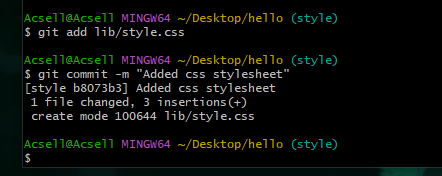 Acsell@Acsell MINGW64 ~/Desktop/hello (style)
$ git add lib/style.css
Acsell@Acsell MINGW64 ~/Desktop/hello (style)
$ git commit -m "Added css stylesheet"
[style b8073b3] Added css stylesheet
1 file changed, 3 insertions(+)
create mode 100644 lib/style.css
Acsell@Acsell MINGW64 ~/Desktop/hello (style)
$